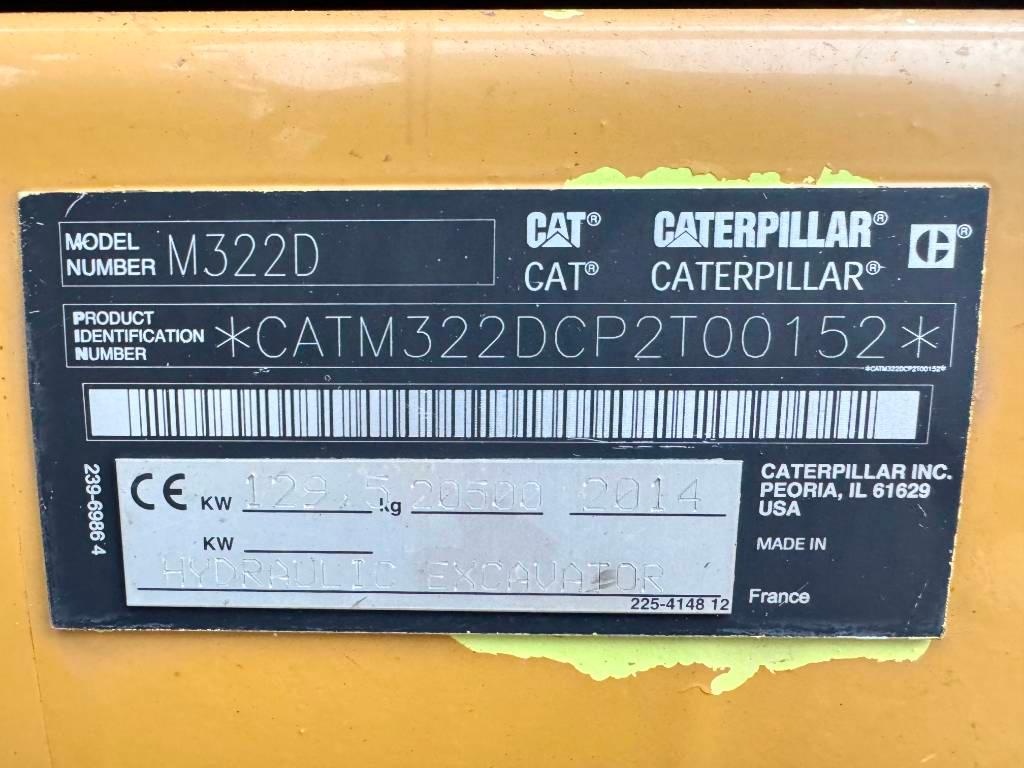 MODEL NUMBER M322D
CAT® CATERPILLAR® ®
CAT® CATERPILLAR®
PRODUCT IDENTIFICATION NUMBER *CATM322DCP2T00152*
*CATM322DCP2T00152*
239-6986 4
CE KW 129,5 kg 20500 2014
KW
HYDRAULIC EXCAVATOR
225-4148 12
CATERPILLAR INC.
PEORIA, IL 61629
USA
MADE IN
France